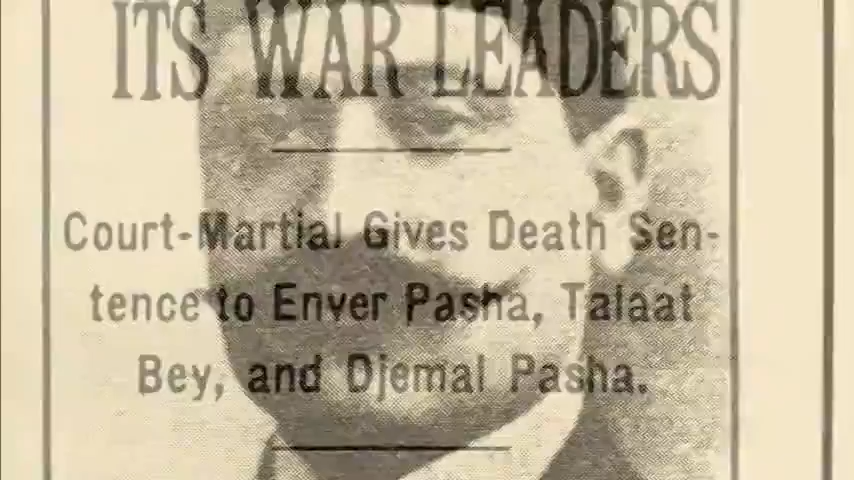 ITS WAR LEADERS
Court-Martial Gives Death Sen-
tence to Enver Pasha, Talaat
Bey, and Djemal Pasha.